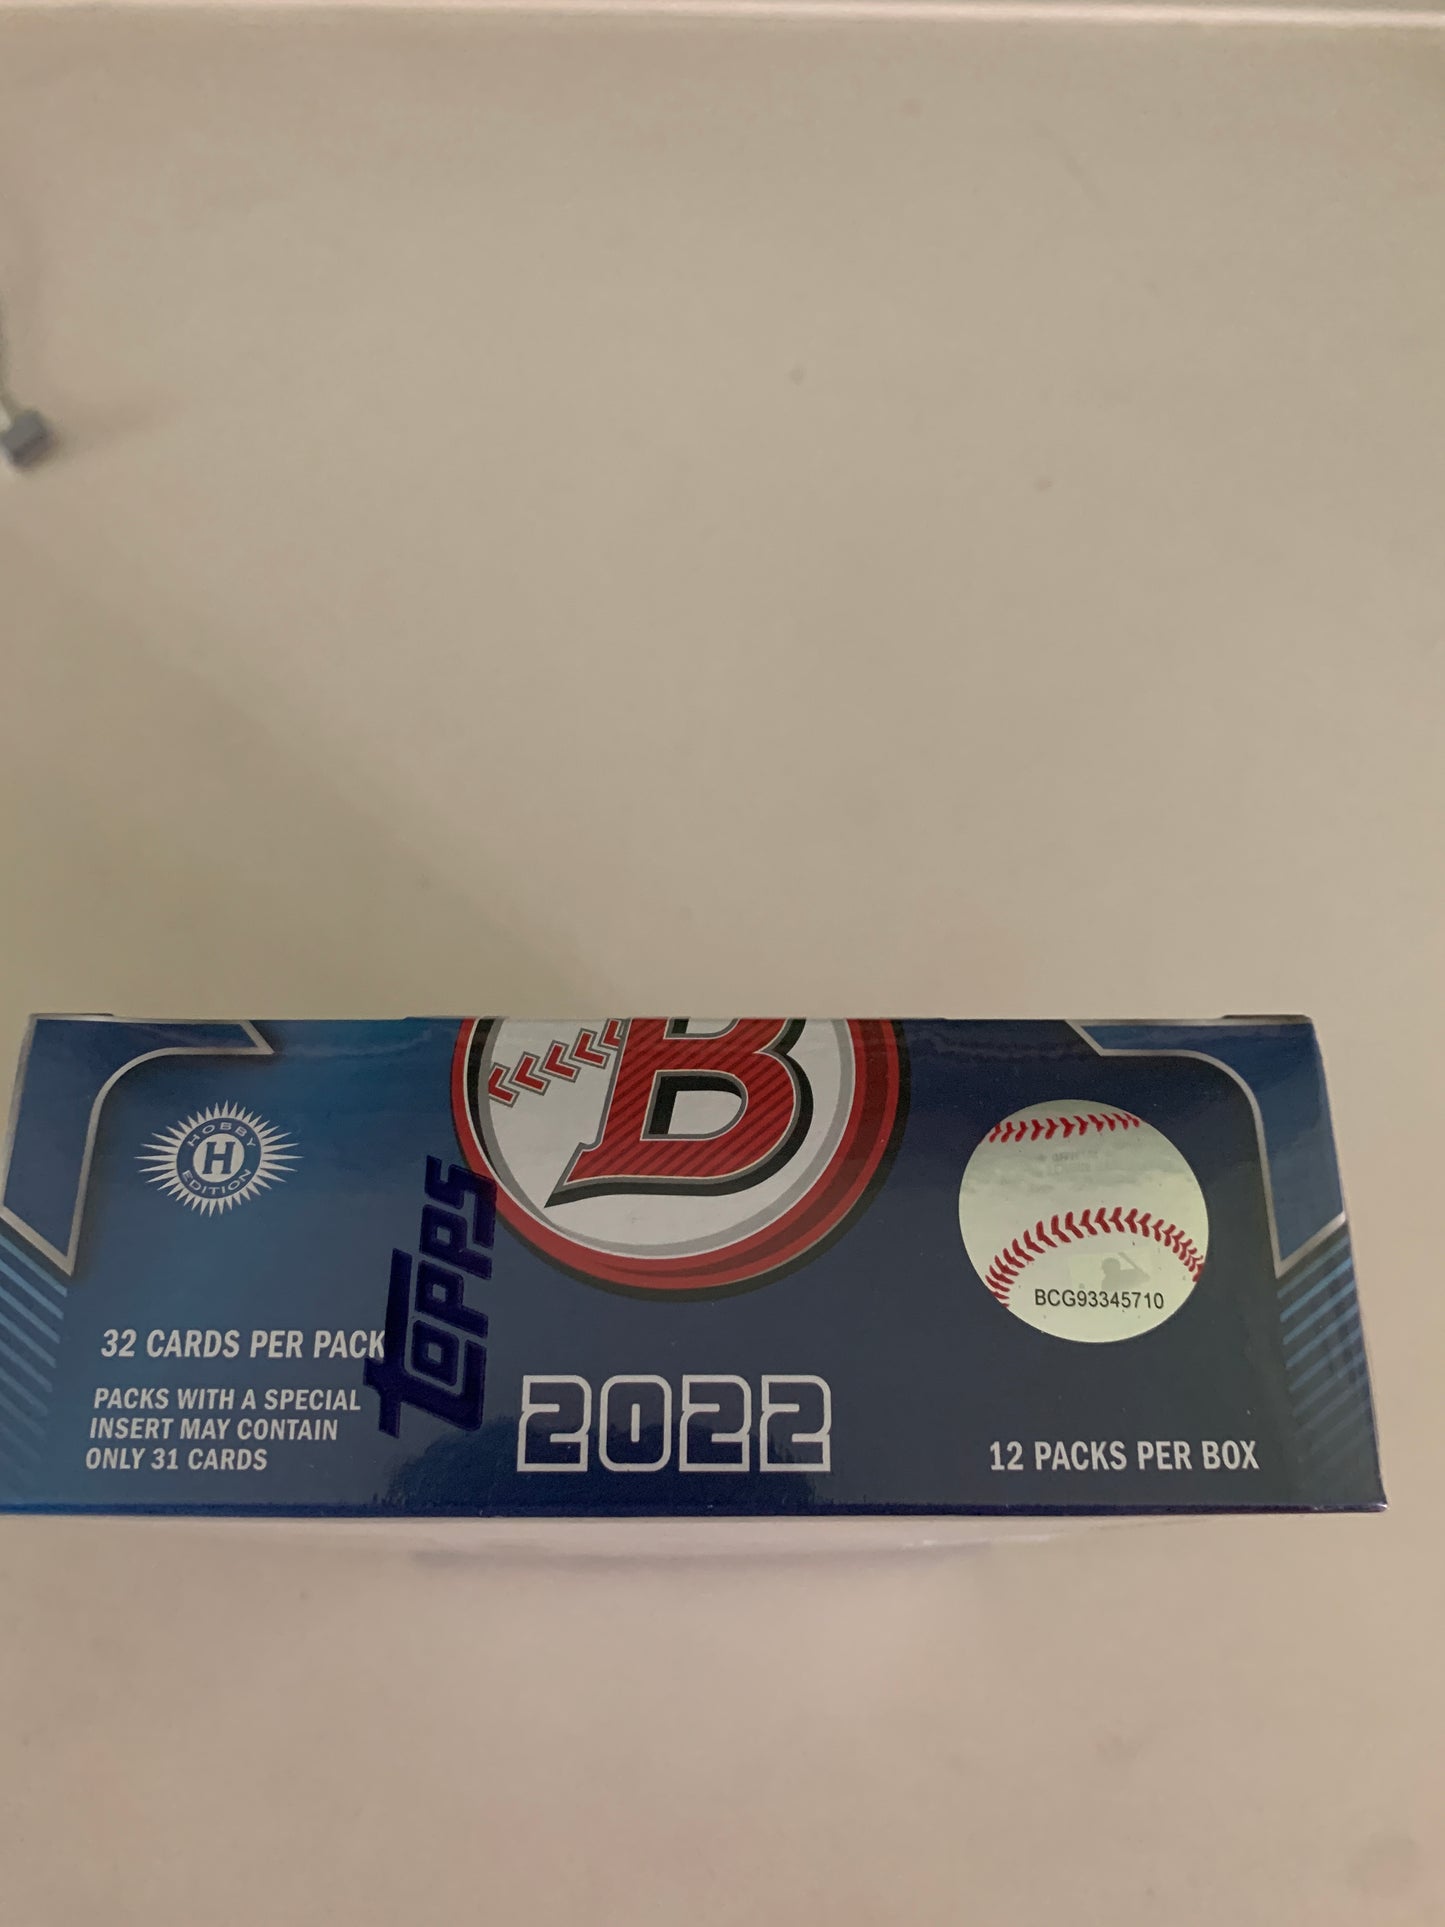 HOBBY
H
EDITION
B
Topps
BCG93345710
32 CARDS PER PACK
PACKS WITH A SPECIAL
INSERT MAY CONTAIN
ONLY 31 CARDS
2022
12 PACKS PER BOX